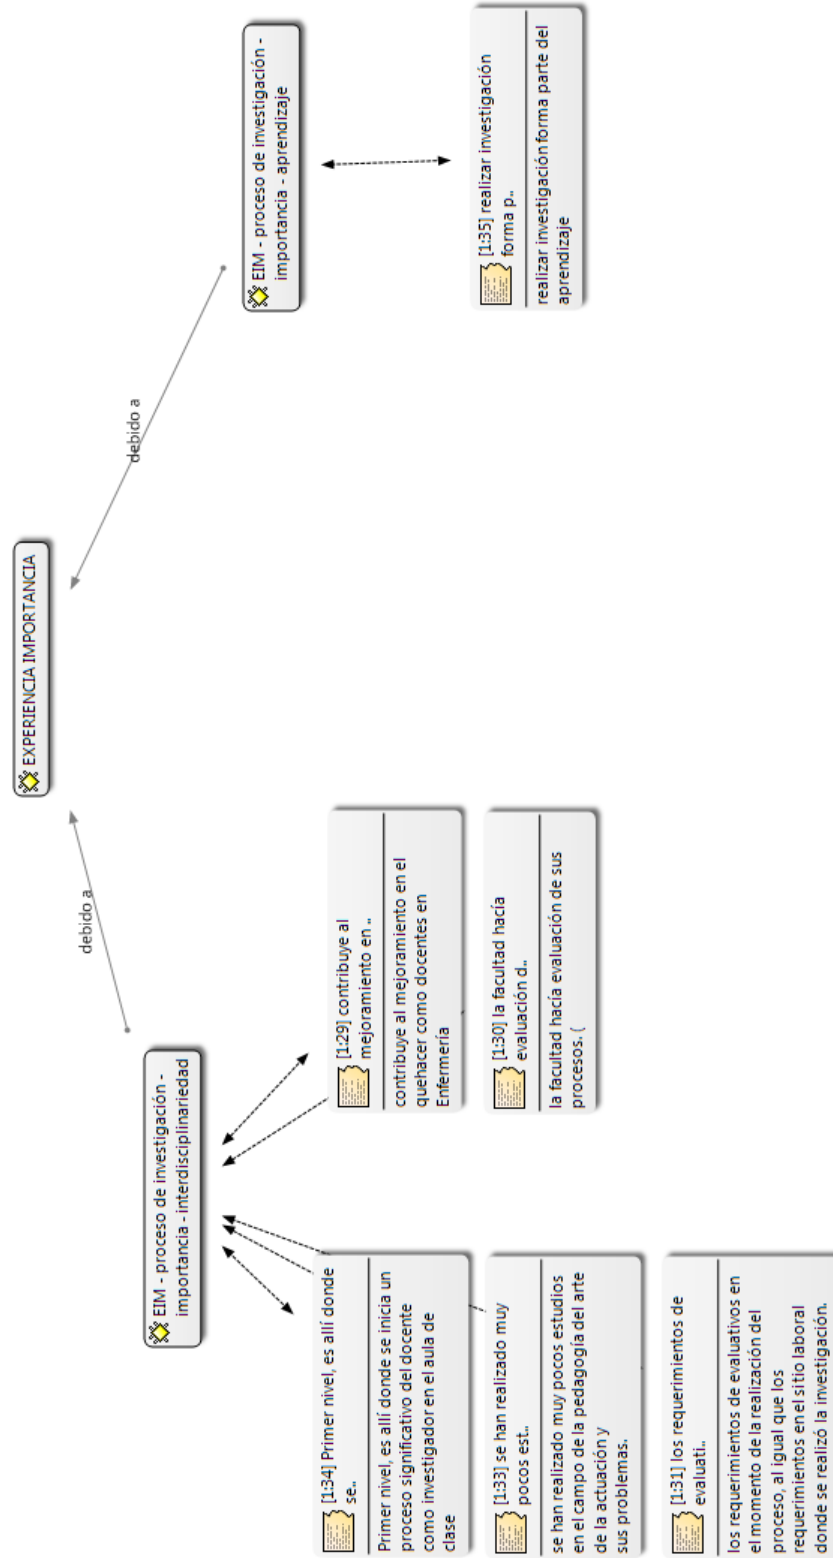 EXPERIENCIA IMPORTANCIA
debido a
debido a
EIM - proceso de investigación -
importancia - interdisciplinariedad
EIM - proceso de investigación -
importancia - aprendizaje
[1:34] Primer nivel, es allí donde
se..
Primer nivel, es allí donde se inicia un
proceso significativo del docente
como investigador en el aula de
clase
[1:29] contribuye al
mejoramiento en ..
contribuye al mejoramiento en el
quehacer como docentes en
Enfermería
[1:35] realizar investigación
forma p..
realizar investigación forma parte del
aprendizaje
[1:33] se han realizado muy
pocos est..
se han realizado muy pocos estudios
en el campo de la pedagogía del arte
de la actuación y
sus problemas.
[1:30] la facultad hacía
evaluación d..
la facultad hacía evaluación de sus
procesos. (
[1:31] los requerimientos de
evaluati..
los requerimientos de evaluativos en
el momento de la realización del
proceso, al igual que los
requerimientos en el sitio laboral
donde se realizó la investigación.